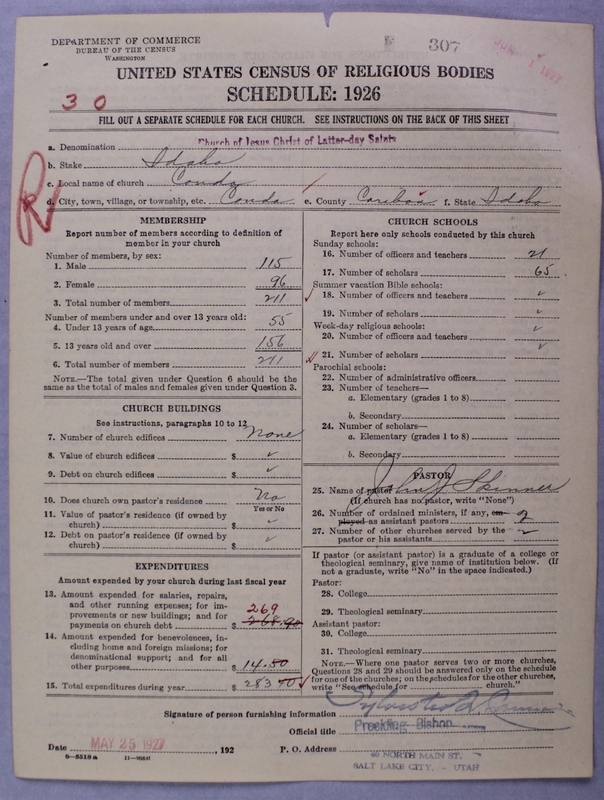 DEPARTMENT OF COMMERCE
BUREAU OF THE CENSUS
WASHINGTON
307
UNITED STATES CENSUS OF RELIGIOUS BODIES
SCHEDULE: 1926
30
FILL OUT A SEPARATE SCHEDULE FOR EACH CHURCH. SEE INSTRUCTIONS ON THE BACK OF THIS SHEET
a. Denomination Church of Jesus Christ of Latter-day Saints
b. Stake Idaho
c. Local name of church Conda
d. City, town, village, or township, etc. Conda e. County Caribou f. State Idaho
R
MEMBERSHIP
Report number of members according to definition of member in your church
Number of members, by sex:
1. Male 115
2. Female 96
3. Total number of members 211
Number of members under and over 13 years old:
4. Under 13 years of age 55
5. 13 years old and over 156
6. Total number of members 211
NOTE.—The total given under Question 6 should be the
same as the total of males and females given under Question 3.
CHURCH BUILDINGS
See instructions, paragraphs 10 to 12
7. Number of church edifices none
8. Value of church edifices $ ✓
9. Debt on church edifices $ ✓
10. Does church own pastor's residence No
Yes or No
11. Value of pastor's residence (if owned by
church) $ ✓
12. Debt on pastor's residence (if owned by
church) $ ✓
EXPENDITURES
Amount expended by your church during last fiscal year
13. Amount expended for salaries, repairs,
and other running expenses; for im-
provements or new buildings; and for
payments on church debt $ 268.90 269
14. Amount expended for benevolences, in-
cluding home and foreign missions; for
denominational support; and for all
other purposes $ 14.50
15. Total expenditures during year $ 283 40
CHURCH SCHOOLS
Report here only schools conducted by this church
Sunday schools:
16. Number of officers and teachers 21
17. Number of scholars 65
Summer vacation Bible schools:
18. Number of officers and teachers ✓
19. Number of scholars ✓
Week-day religious schools:
20. Number of officers and teachers ✓
21. Number of scholars ✓
Parochial schools:
22. Number of administrative officers
23. Number of teachers—
a. Elementary (grades 1 to 8)
b. Secondary
24. Number of scholars—
a. Elementary (grades 1 to 8)
b. Secondary
PASTOR
25. Name of pastor John J Skinner
(If church has no pastor, write "None")
26. Number of ordained ministers, if any, em-
ployed as assistant pastors 2
27. Number of other churches served by the
pastor or his assistants
If pastor (or assistant pastor) is a graduate of a college or
theological seminary, give name of institution below. (If
not a graduate, write "No" in the space indicated.)
Pastor:
28. College
29. Theological seminary
Assistant pastor:
30. College
31. Theological seminary
NOTE.—Where one pastor serves two or more churches,
Questions 28 and 29 should be answered only on the schedule
for one of the churches; on the schedules for the other churches,
write "See schedule for church."
Signature of person furnishing information Sylvester Q. Cannon
Official title Presiding Bishop
Date MAY 25 1927, 192 P. O. Address 40 NORTH MAIN ST.
SALT LAKE CITY, - UTAH